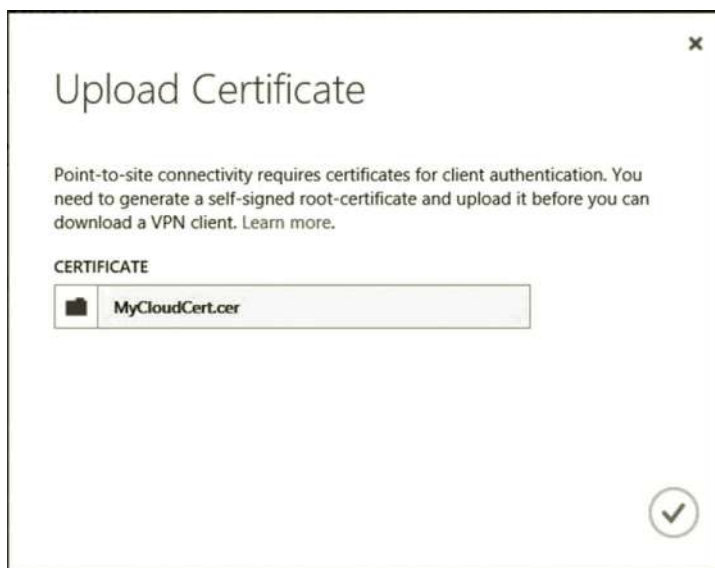 Upload Certificate
Point-to-site connectivity requires certificates for client authentication. You
need to generate a self-signed root-certificate and upload it before you can
download a VPN client. Learn more.
CERTIFICATE
MyCloudCert.cer